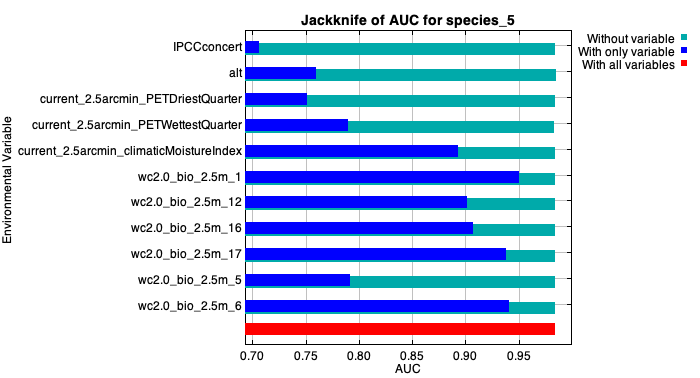 Jackknife of AUC for species_5
Without variable
With only variable
With all variables
Environmental Variable
IPCCconcert
alt
current_2.5arcmin_PETDriestQuarter
current_2.5arcmin_PETWettestQuarter
current_2.5arcmin_climaticMoistureIndex
wc2.0_bio_2.5m_1
wc2.0_bio_2.5m_12
wc2.0_bio_2.5m_16
wc2.0_bio_2.5m_17
wc2.0_bio_2.5m_5
wc2.0_bio_2.5m_6
0.70 0.75 0.80 0.85 0.90 0.95
AUC